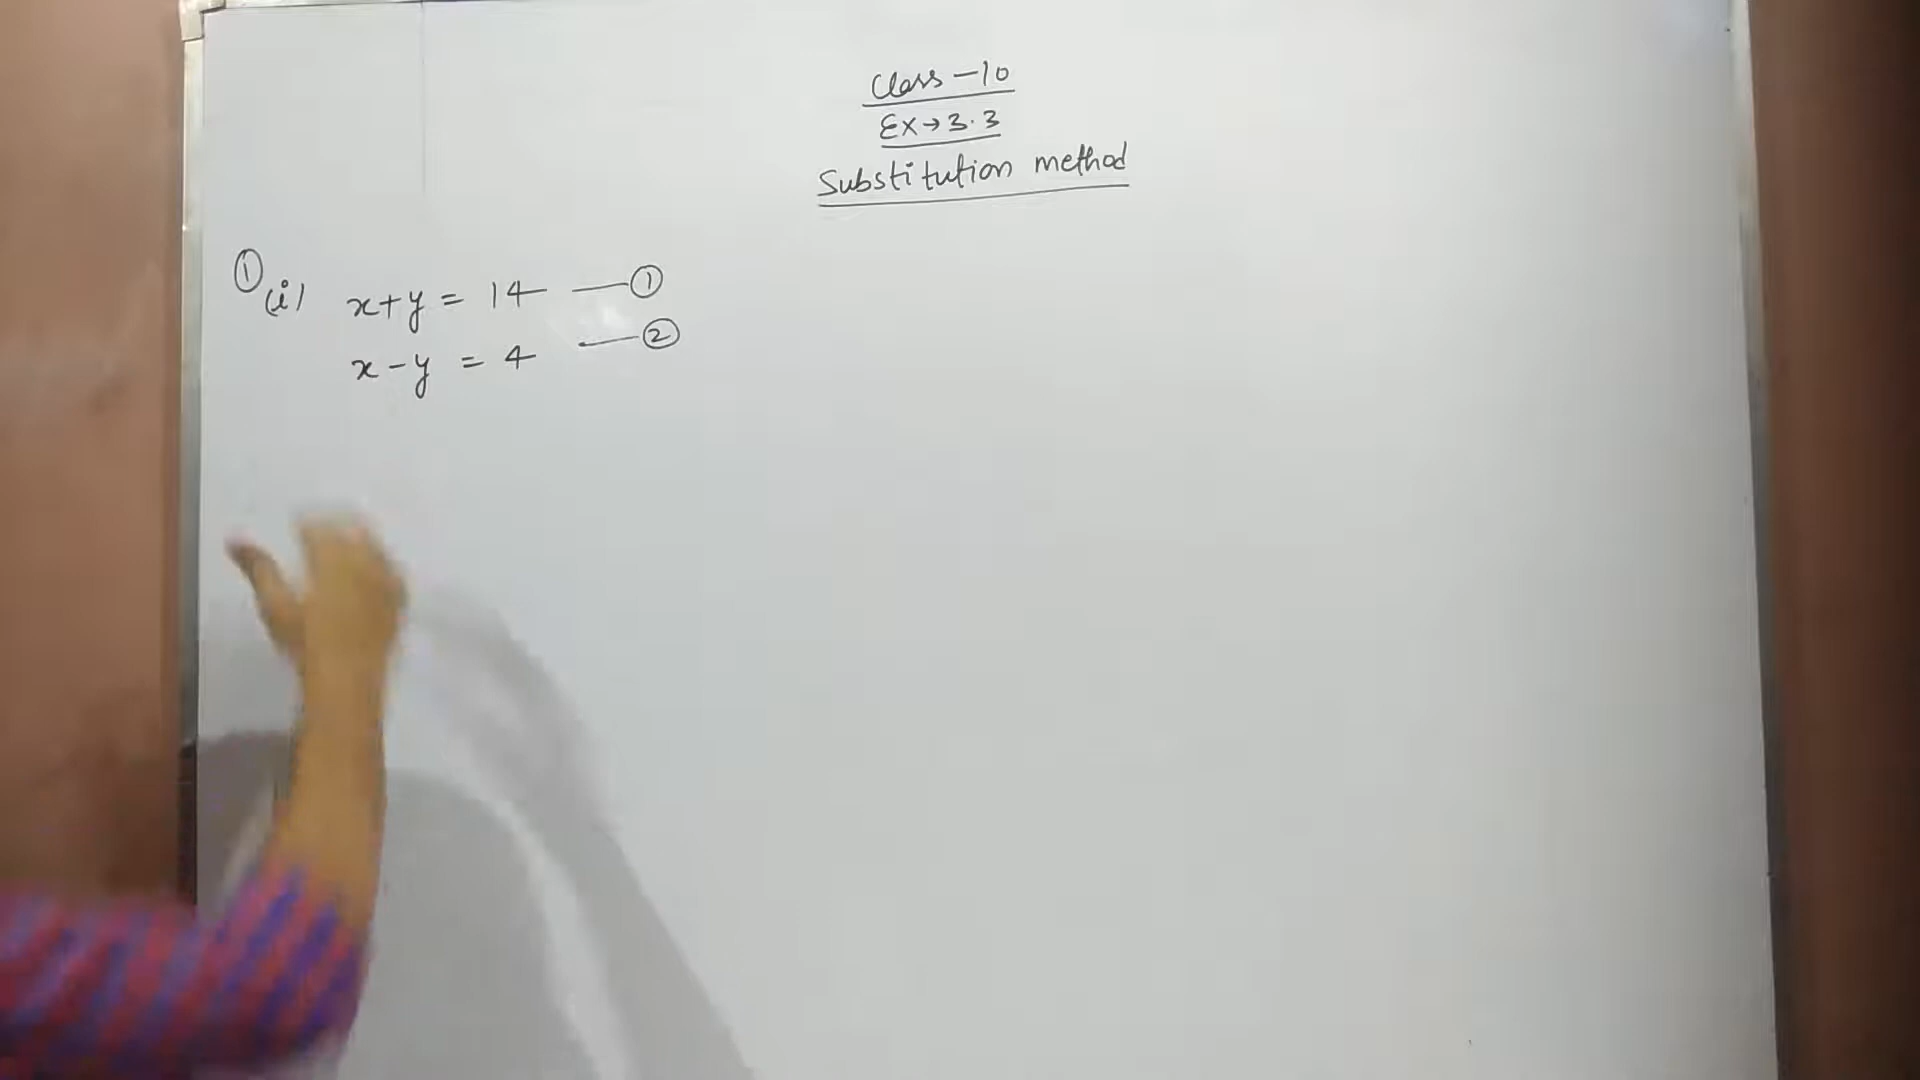 Class - 10
Ex → 3.3
Substitution method
① (i) x+y = 14 —①
x-y = 4 —②